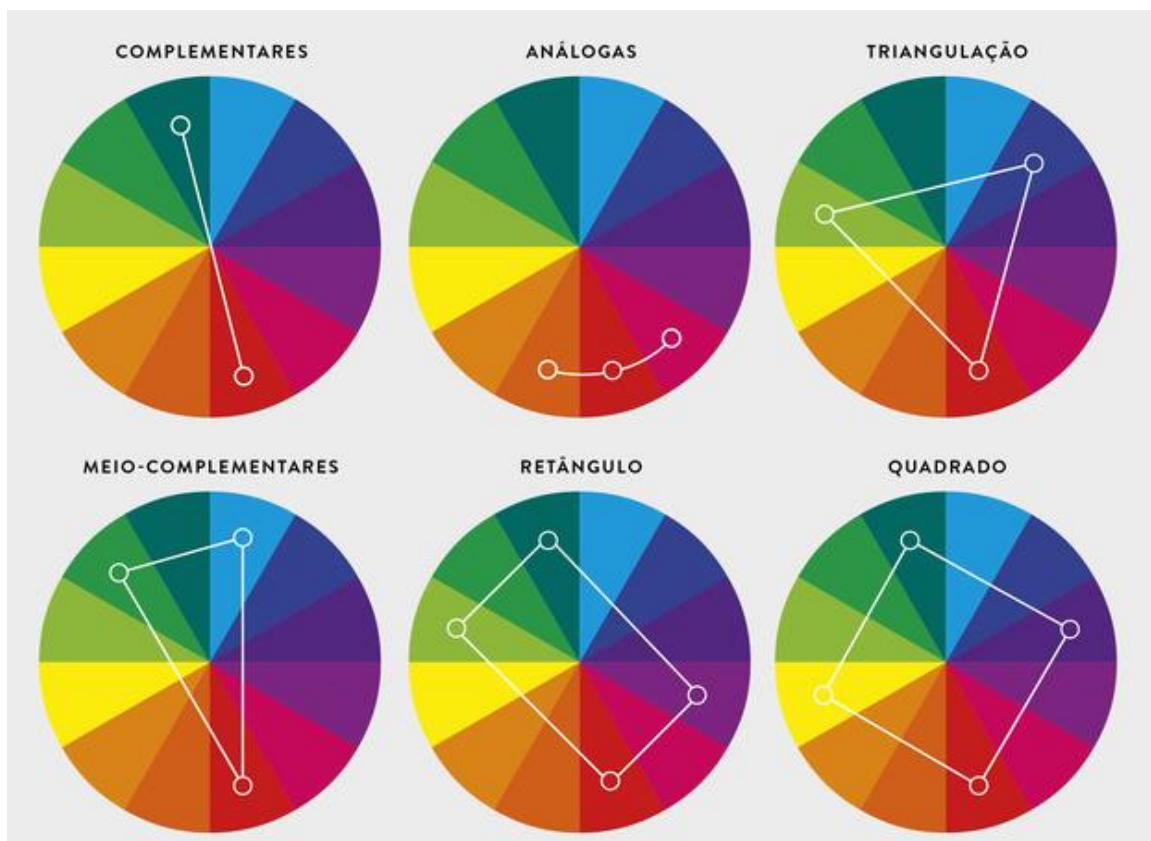 COMPLEMENTARES
ANÁLOGAS
TRIANGULAÇÃO
MEIO-COMPLEMENTARES
RETÂNGULO
QUADRADO